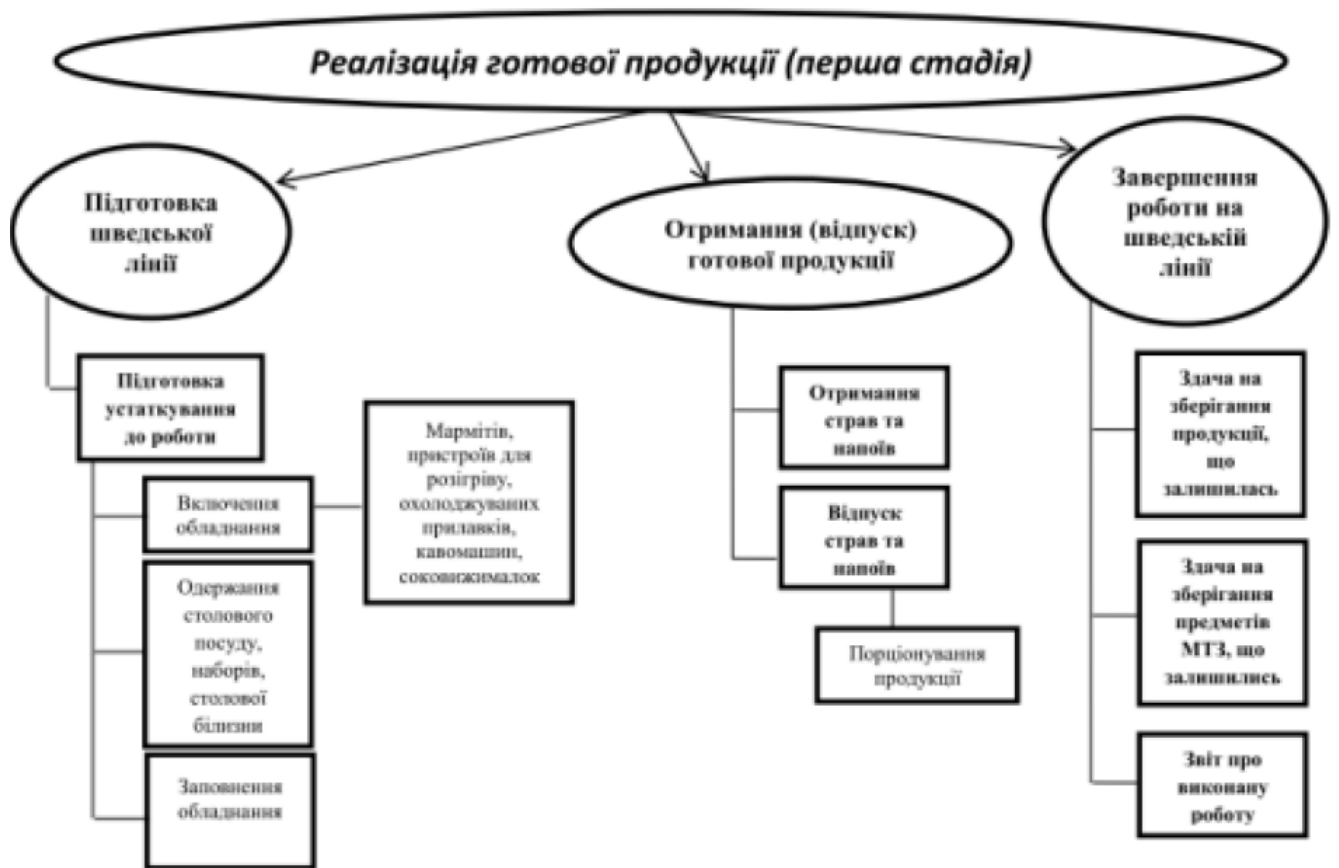 Реалізація готової продукції (перша стадія)
Підготовка
шведської
лінії
Підготовка
устаткування
до роботи
Включення
обладнання
Мармітів,
пристроїв для
розігріву,
охолоджуваних
прилавків,
кавомашин,
соковижималок
Одержання
столового
посуду,
наборів,
столової
білизни
Заповнення
обладнання
Отримання (відпуск)
готової продукції
Отримання
страв та
напоїв
Відпуск
страв та
напоїв
Порціонування
продукції
Завершення
роботи на
шведській
лінії
Здача на
зберігання
продукції,
що
залишилась
Здача на
зберігання
предметів
МТЗ, що
залишились
Звіт про
виконану
роботу